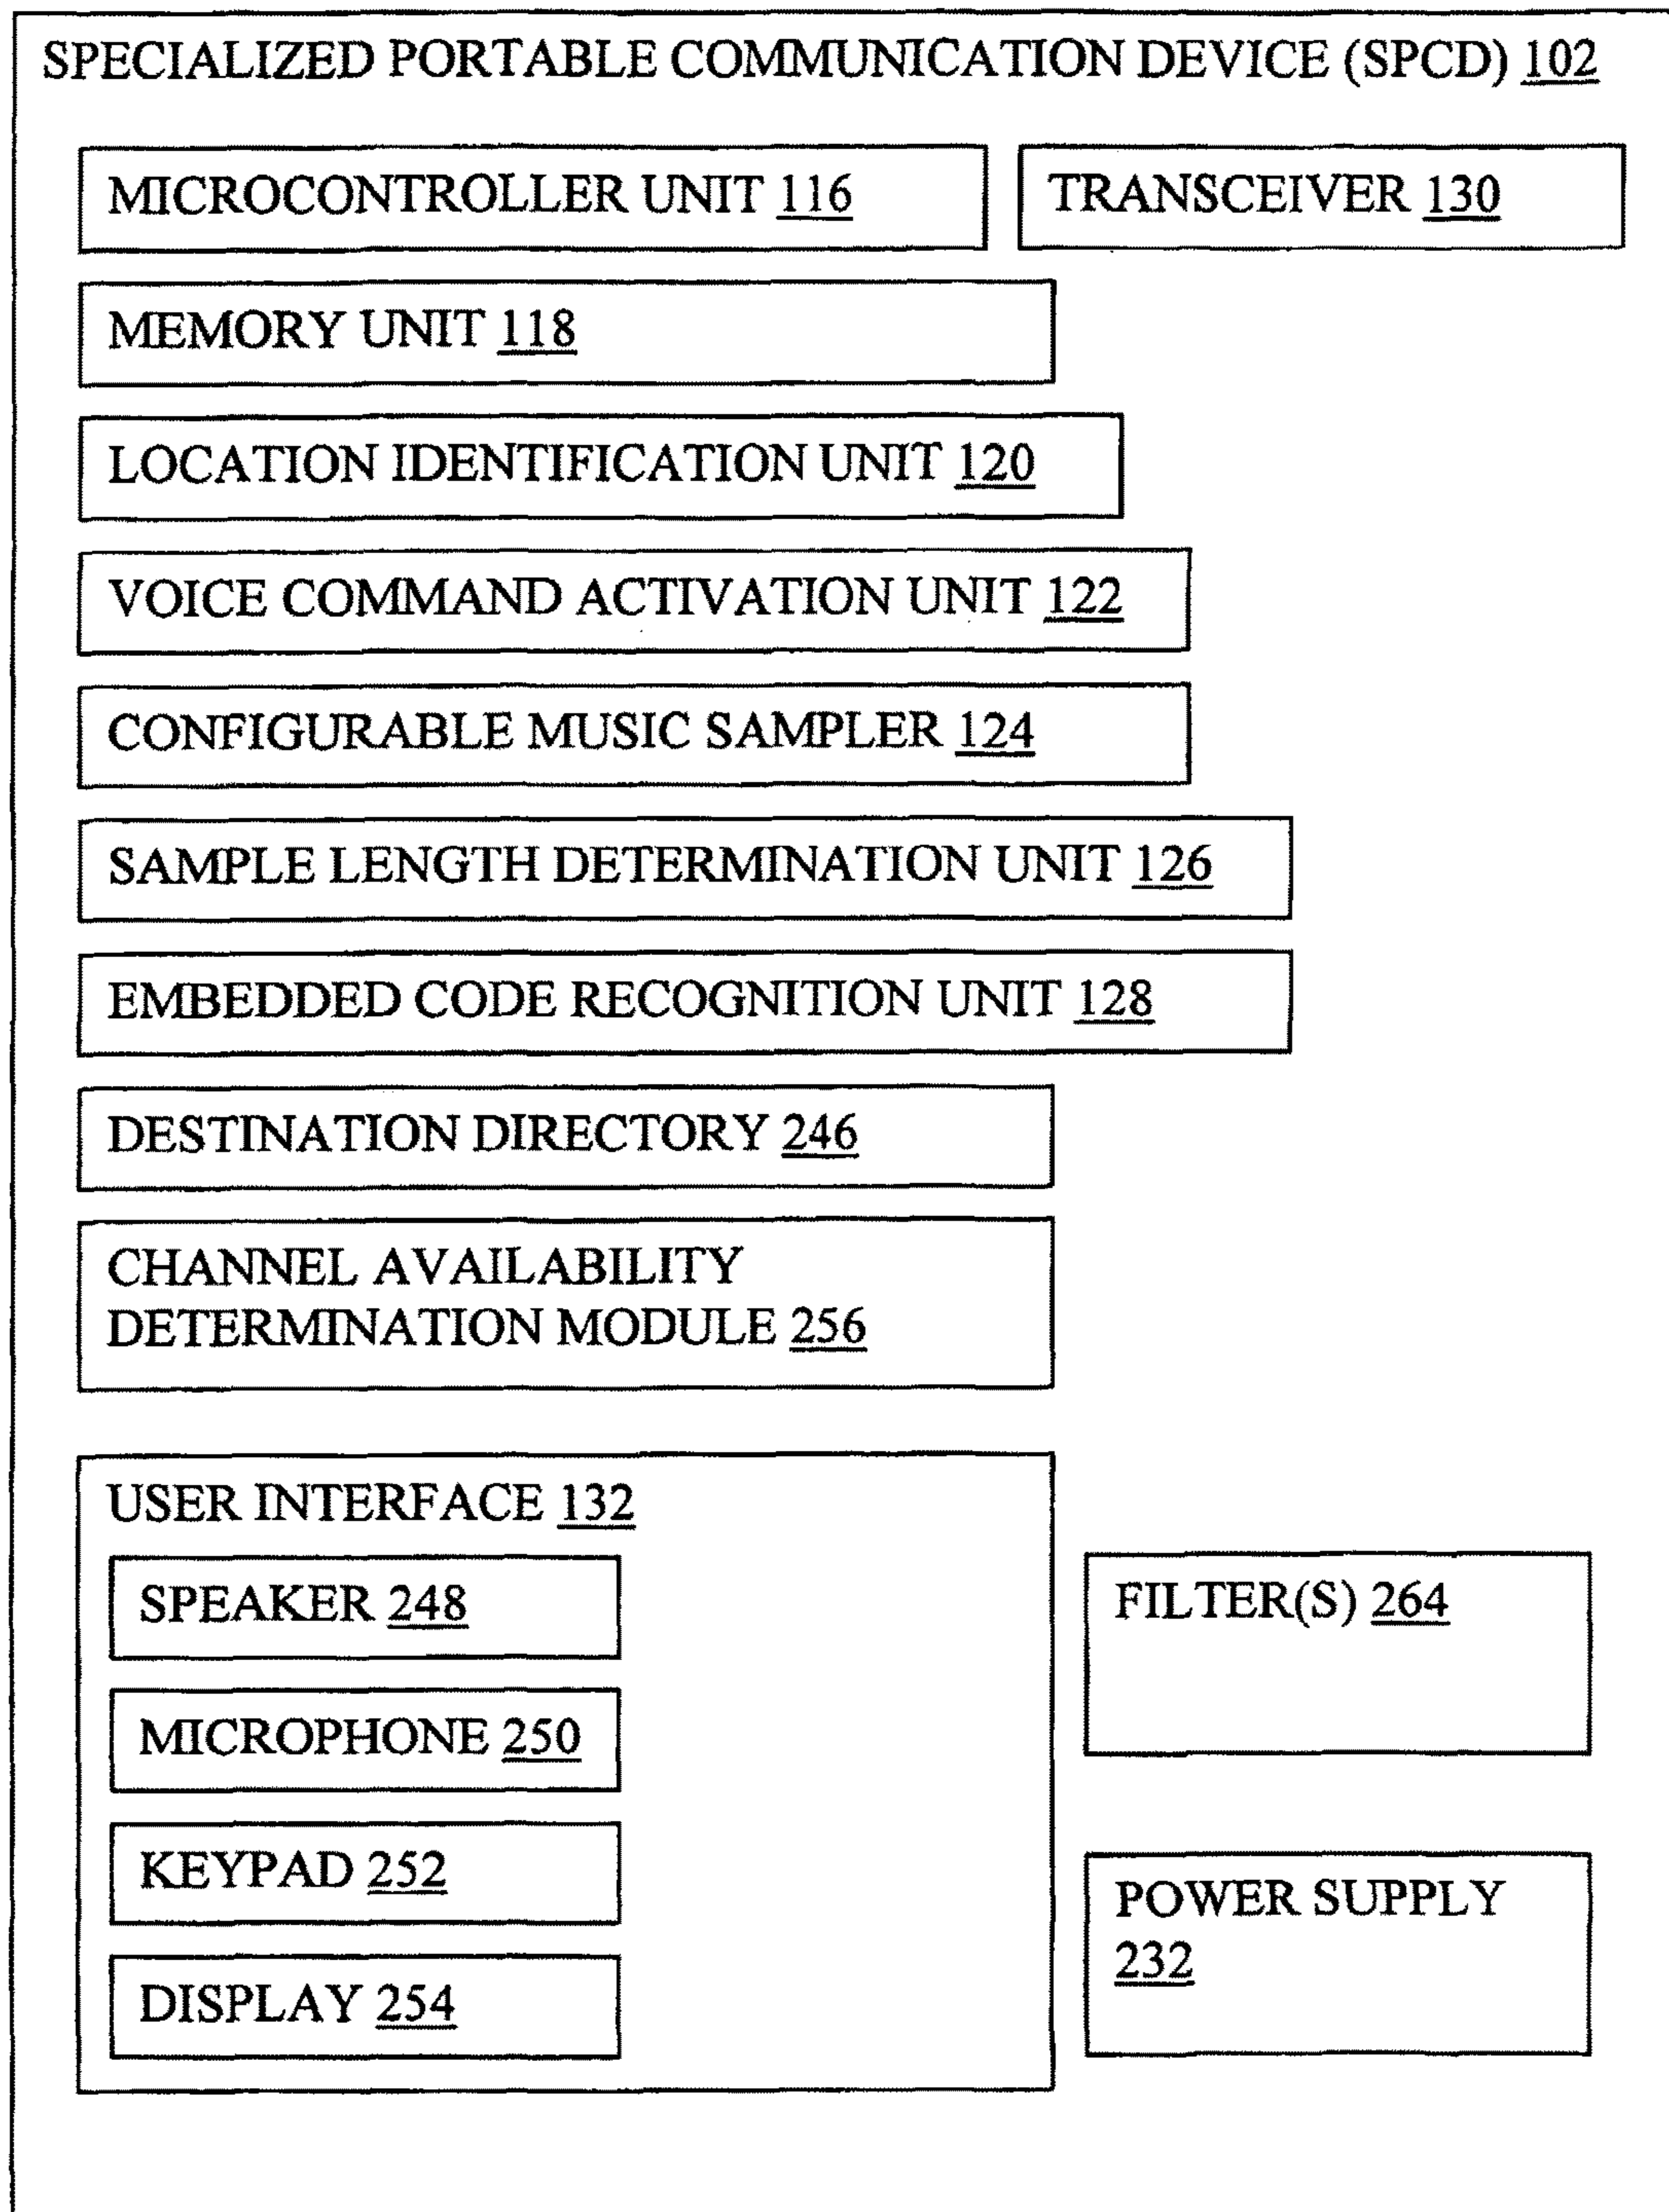 SPECIALIZED PORTABLE COMMUNICATION DEVICE (SPCD) 102
MICROCONTROLLER UNIT 116
TRANSCEIVER 130
MEMORY UNIT 118
LOCATION IDENTIFICATION UNIT 120
VOICE COMMAND ACTIVATION UNIT 122
CONFIGURABLE MUSIC SAMPLER 124
SAMPLE LENGTH DETERMINATION UNIT 126
EMBEDDED CODE RECOGNITION UNIT 128
DESTINATION DIRECTORY 246
CHANNEL AVAILABILITY
DETERMINATION MODULE 256
USER INTERFACE 132
SPEAKER 248
MICROPHONE 250
KEYPAD 252
DISPLAY 254
FILTER(S) 264
POWER SUPPLY
232